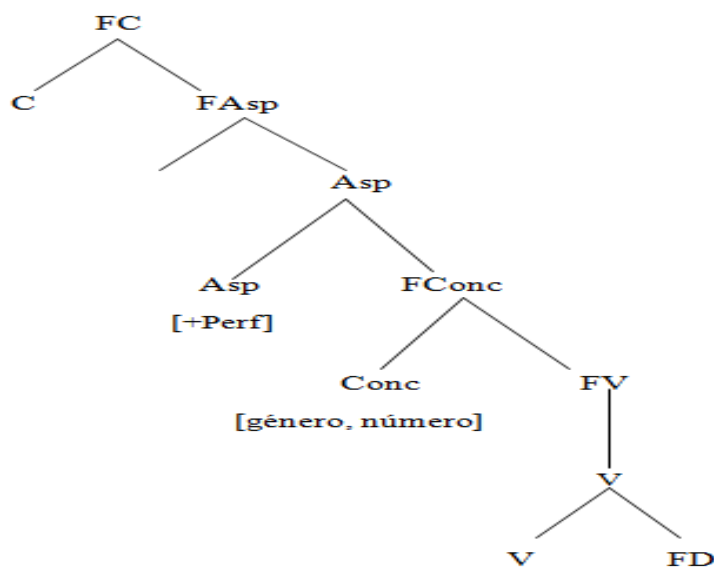 FC
C FAsp
Asp
Asp FConc
[+Perf]
Conc FV
[género, número]
V
V FD